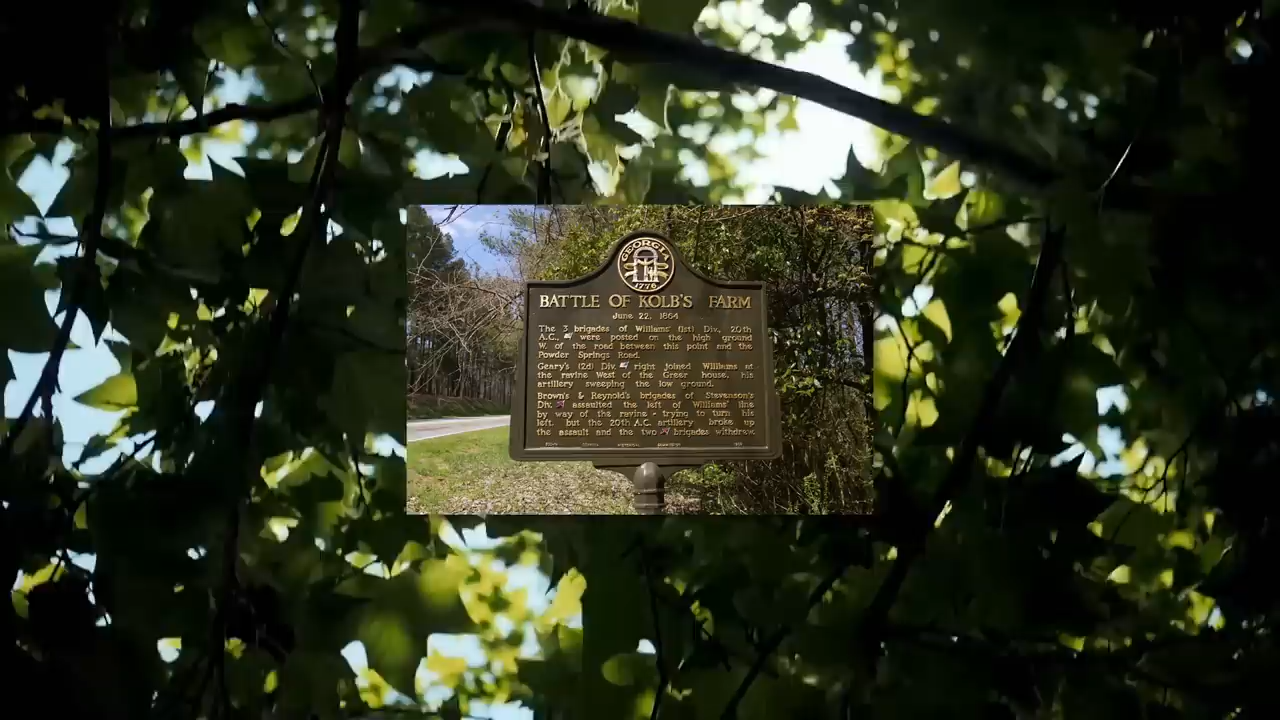 GEORGIA
1776
BATTLE OF KOLB'S FARM
June 22, 1864
The 3 brigades of Williams' (1st) Div., 20th
A.C., were posted on the high ground
W. of the road between this point and the
Powder Springs Road.
Geary's (2d) Div. right joined Williams at
the ravine West of the Greer house, his
artillery sweeping the low ground.
Brown's & Reynold's brigades of Stevenson's
Div. assaulted the left of Williams' line
by way of the ravine - trying to turn his
left, but the 20th A.C. artillery broke up
the assault and the two brigades withdrew.